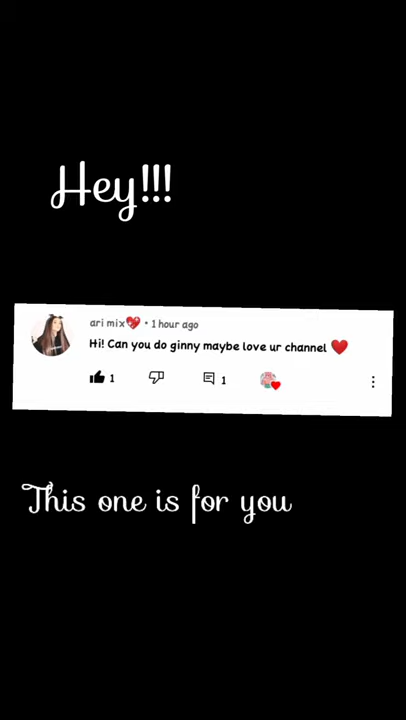 Hey!!!
ari mix💖 • 1 hour ago
Hi! Can you do ginny maybe love ur channel ❤️
1
1
This one is for you